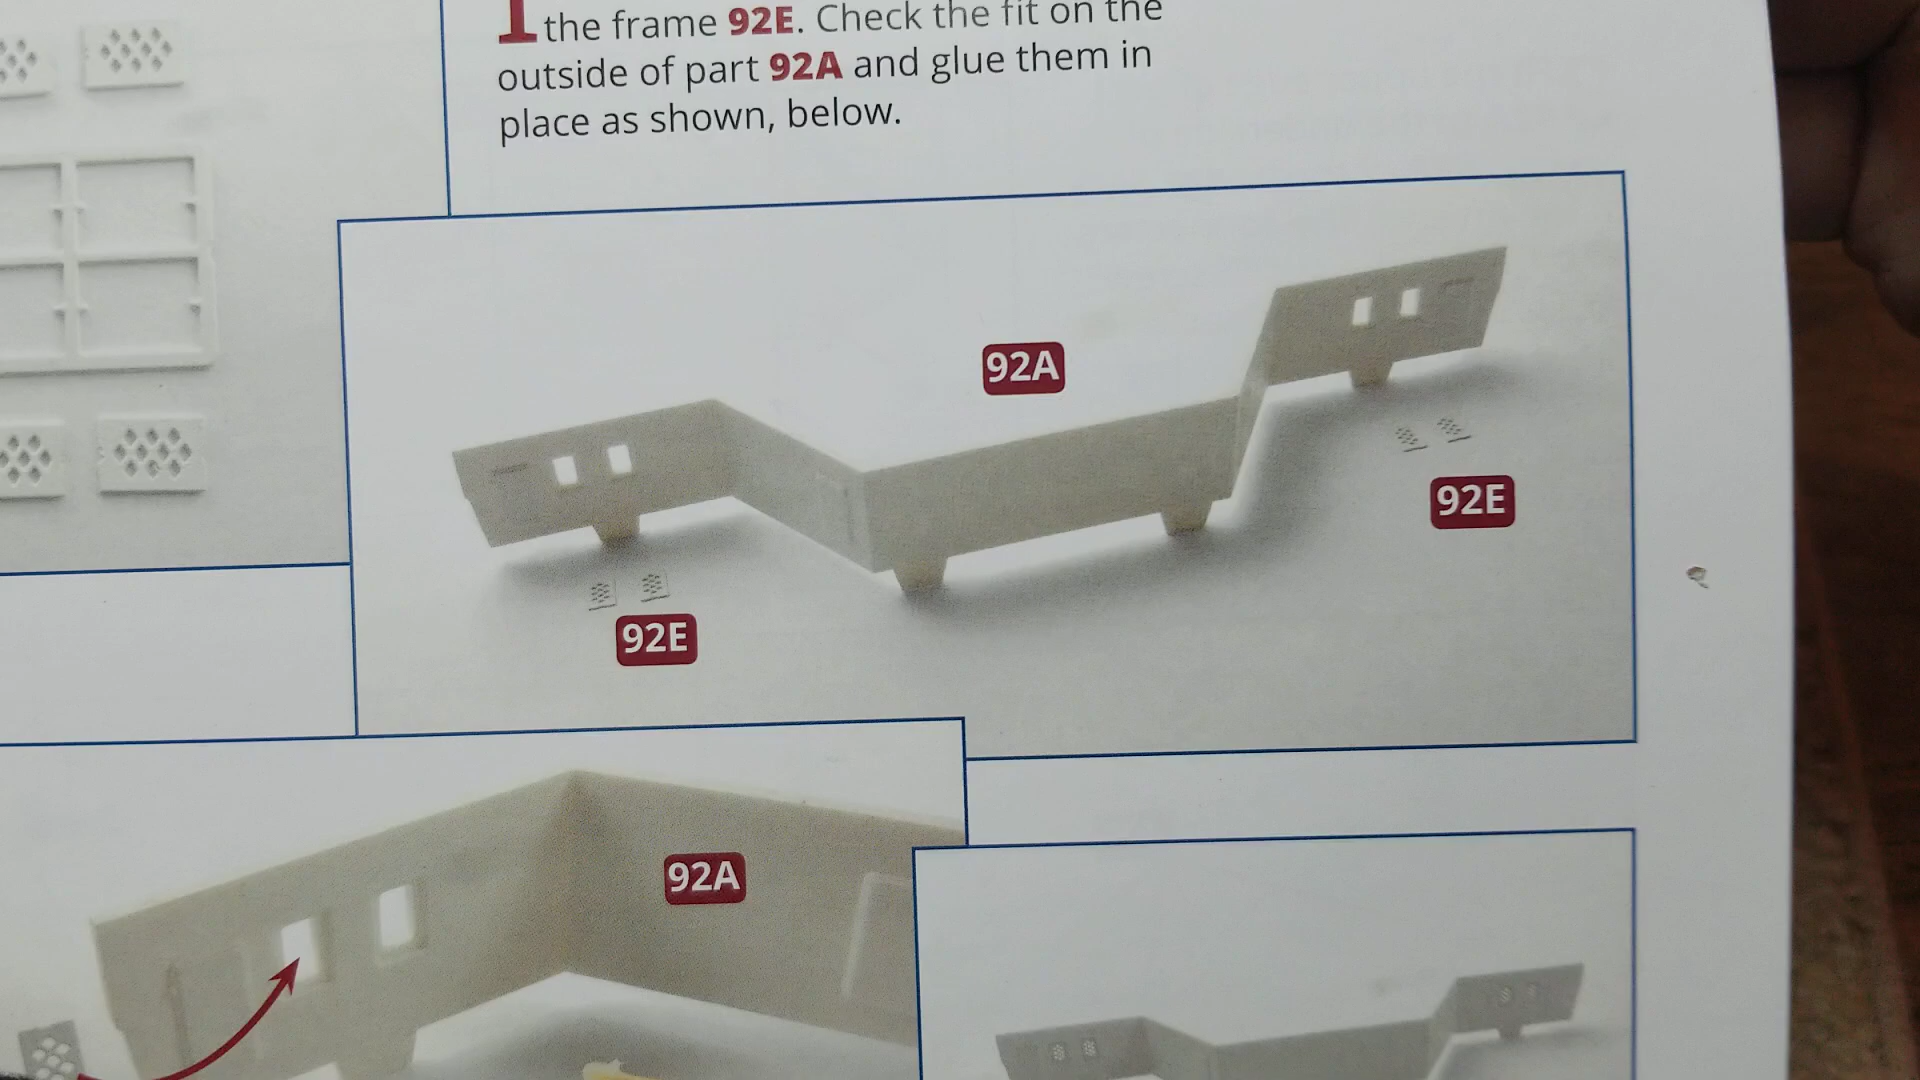 1 the frame 92E. Check the fit on the
outside of part 92A and glue them in
place as shown, below.
92A
92E
92E
92A